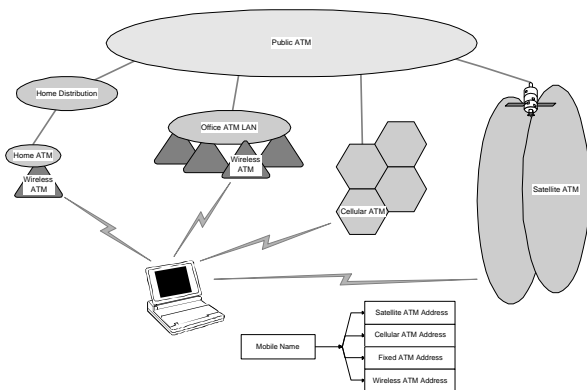 Public ATM
Home Distribution
Office ATM LAN
Home ATM
Wireless
ATM
Wireless
ATM
Cellular ATM
Satellite ATM
Mobile Name
Satellite ATM Address
Cellular ATM Address
Fixed ATM Address
Wireless ATM Address